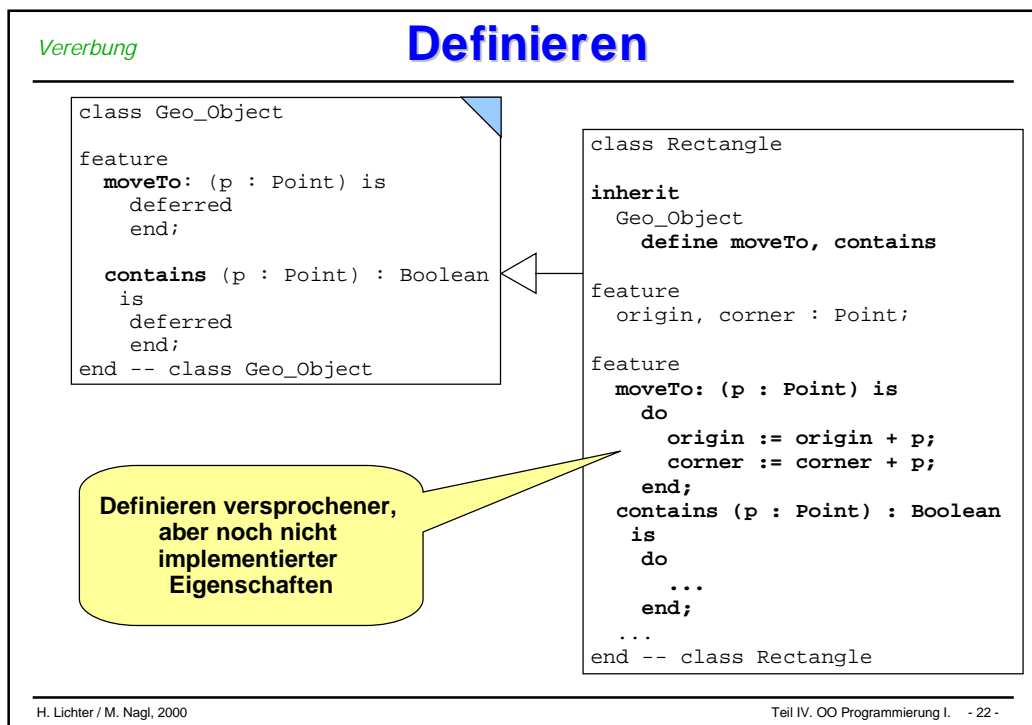 Vererbung
Definieren
class Geo_Object
feature
moveTo: (p : Point) is
deferred
end;
contains (p : Point) : Boolean
is
deferred
end;
end -- class Geo_Object
class Rectangle
inherit
Geo_Object
define moveTo, contains
feature
origin, corner : Point;
feature
moveTo: (p : Point) is
do
origin := origin + p;
corner := corner + p;
end;
contains (p : Point) : Boolean
is
do
...
end;
...
end -- class Rectangle
Definieren versprochener,
aber noch nicht
implementierter
Eigenschaften
H. Lichter / M. Nagl, 2000
Teil IV. OO Programmierung I. - 22 -